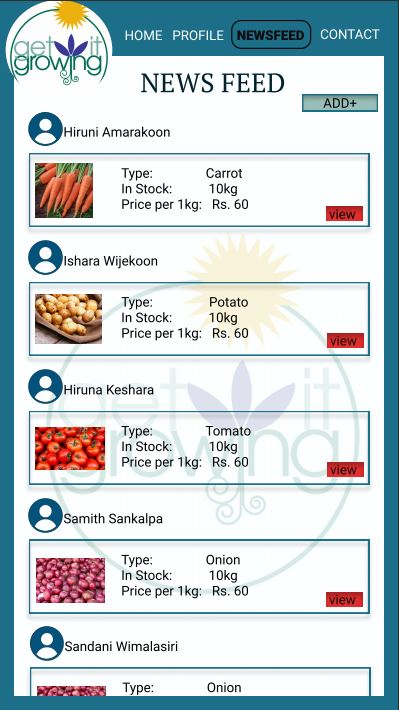 get it
growing
HOME PROFILE NEWSFEED CONTACT
NEWS FEED
ADD+
Hiruni Amarakoon
Type: Carrot
In Stock: 10kg
Price per 1kg: Rs. 60
view
Ishara Wijekoon
Type: Potato
In Stock: 10kg
Price per 1kg: Rs. 60
view
Hiruna Keshara
Type: Tomato
In Stock: 10kg
Price per 1kg: Rs. 60
view
get it
growing
Samith Sankalpa
Type: Onion
In Stock: 10kg
Price per 1kg: Rs. 60
view
Sandani Wimalasiri
Type: Onion